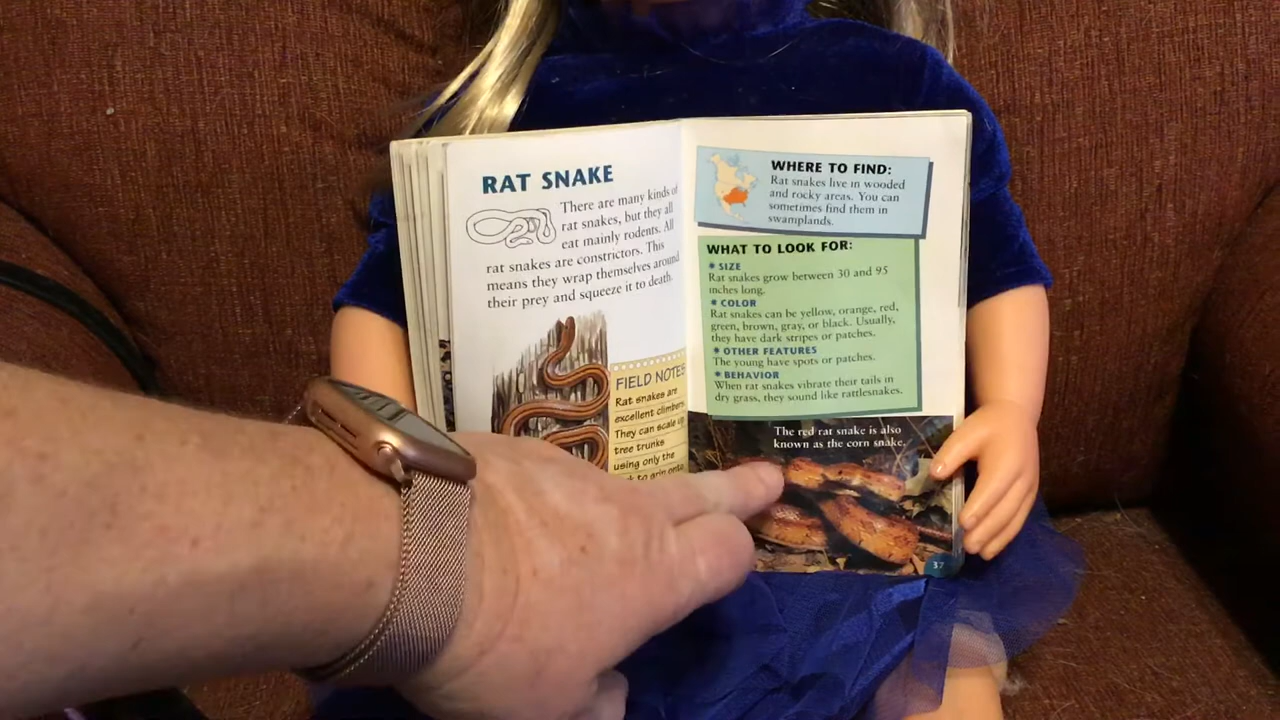 RAT SNAKE
There are many kinds of
rat snakes, but they all
eat mainly rodents. All
rat snakes are constrictors. This
means they wrap themselves around
their prey and squeeze it to death.
FIELD NOTES
Rat snakes are
excellent climbers.
They can scale up
tree trunks
using only the
to grip onto
WHERE TO FIND:
Rat snakes live in wooded
and rocky areas. You can
sometimes find them in
swamplands.
WHAT TO LOOK FOR:
* SIZE
Rat snakes grow between 30 and 95
inches long.
* COLOR
Rat snakes can be yellow, orange, red,
green, brown, gray, or black. Usually,
they have dark stripes or patches.
* OTHER FEATURES
The young have spots or patches.
* BEHAVIOR
When rat snakes vibrate their tails in
dry grass, they sound like rattlesnakes.
The red rat snake is also
known as the corn snake.
37